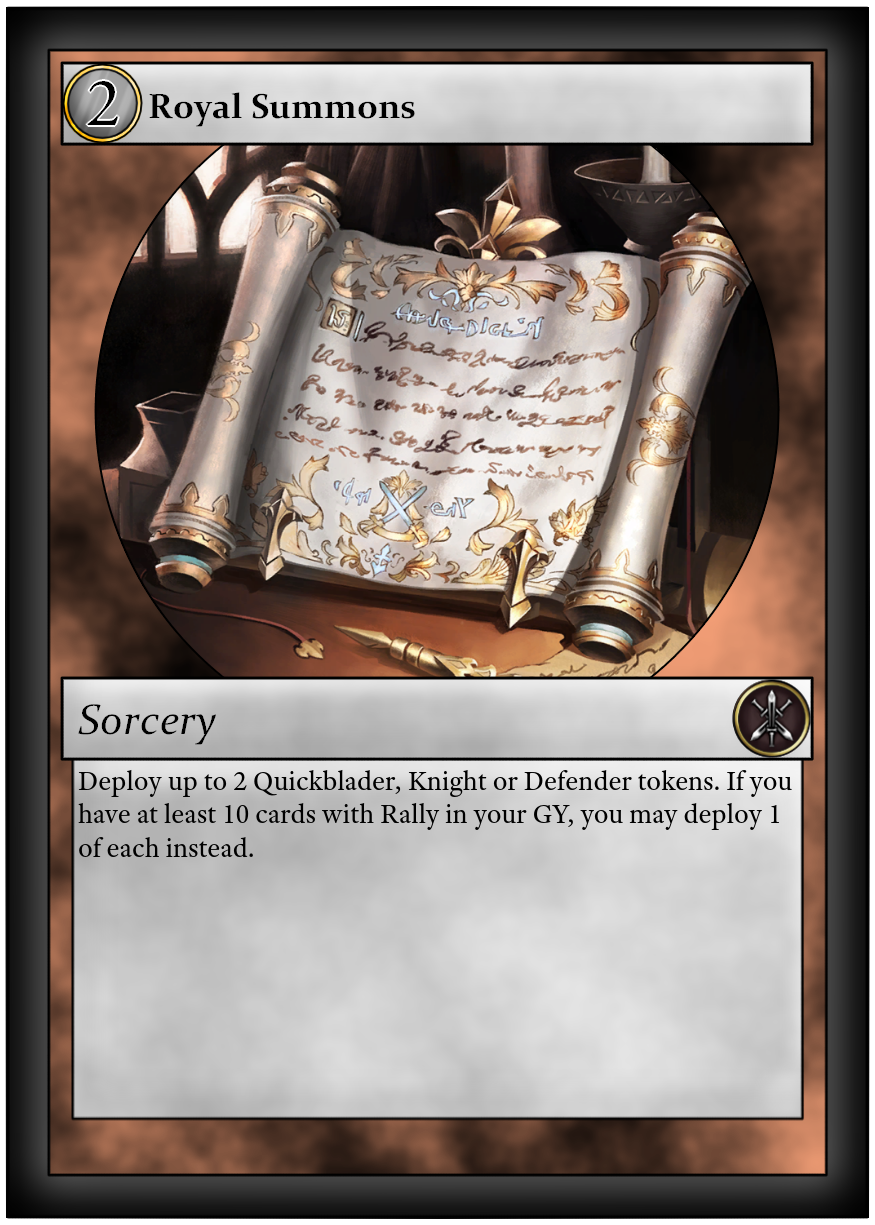 2 Royal Summons
Sorcery
Deploy up to 2 Quickblader, Knight or Defender tokens. If you
have at least 10 cards with Rally in your GY, you may deploy 1
of each instead.